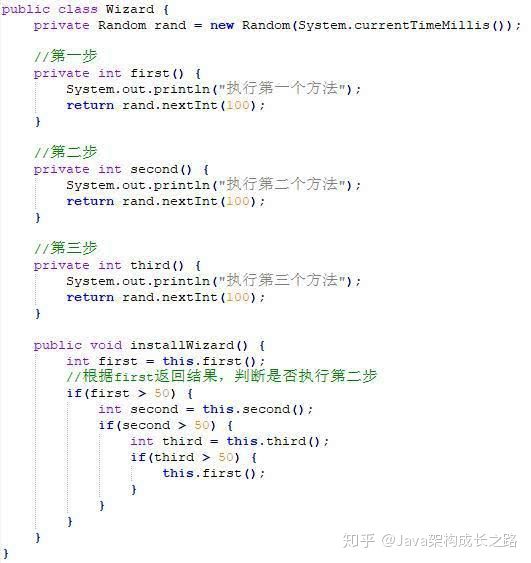 public class Wizard {
    private Random rand = new Random(System.currentTimeMillis());

    //第一步
    private int first() {
        System.out.println("执行第一个方法");
        return rand.nextInt(100);
    }

    //第二步
    private int second() {
        System.out.println("执行第二个方法");
        return rand.nextInt(100);
    }

    //第三步
    private int third() {
        System.out.println("执行第三个方法");
        return rand.nextInt(100);
    }

    public void installWizard() {
        int first = this.first();
        //根据first返回结果，判断是否执行第二步
        if(first > 50) {
            int second = this.second();
            if(second > 50) {
                int third = this.third();
                if(third > 50) {
                    this.first();
                }
            }
        }
    }
}
知乎 @Java架构成长之路